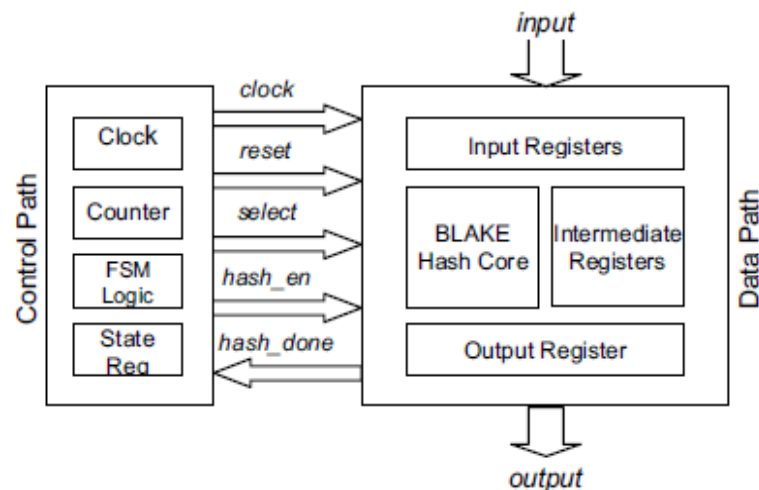 input
Control Path
Clock
Counter
FSM
Logic
State
Reg
clock
reset
select
hash_en
hash_done
Input Registers
BLAKE
Hash Core
Intermediate
Registers
Output Register
Data Path
output